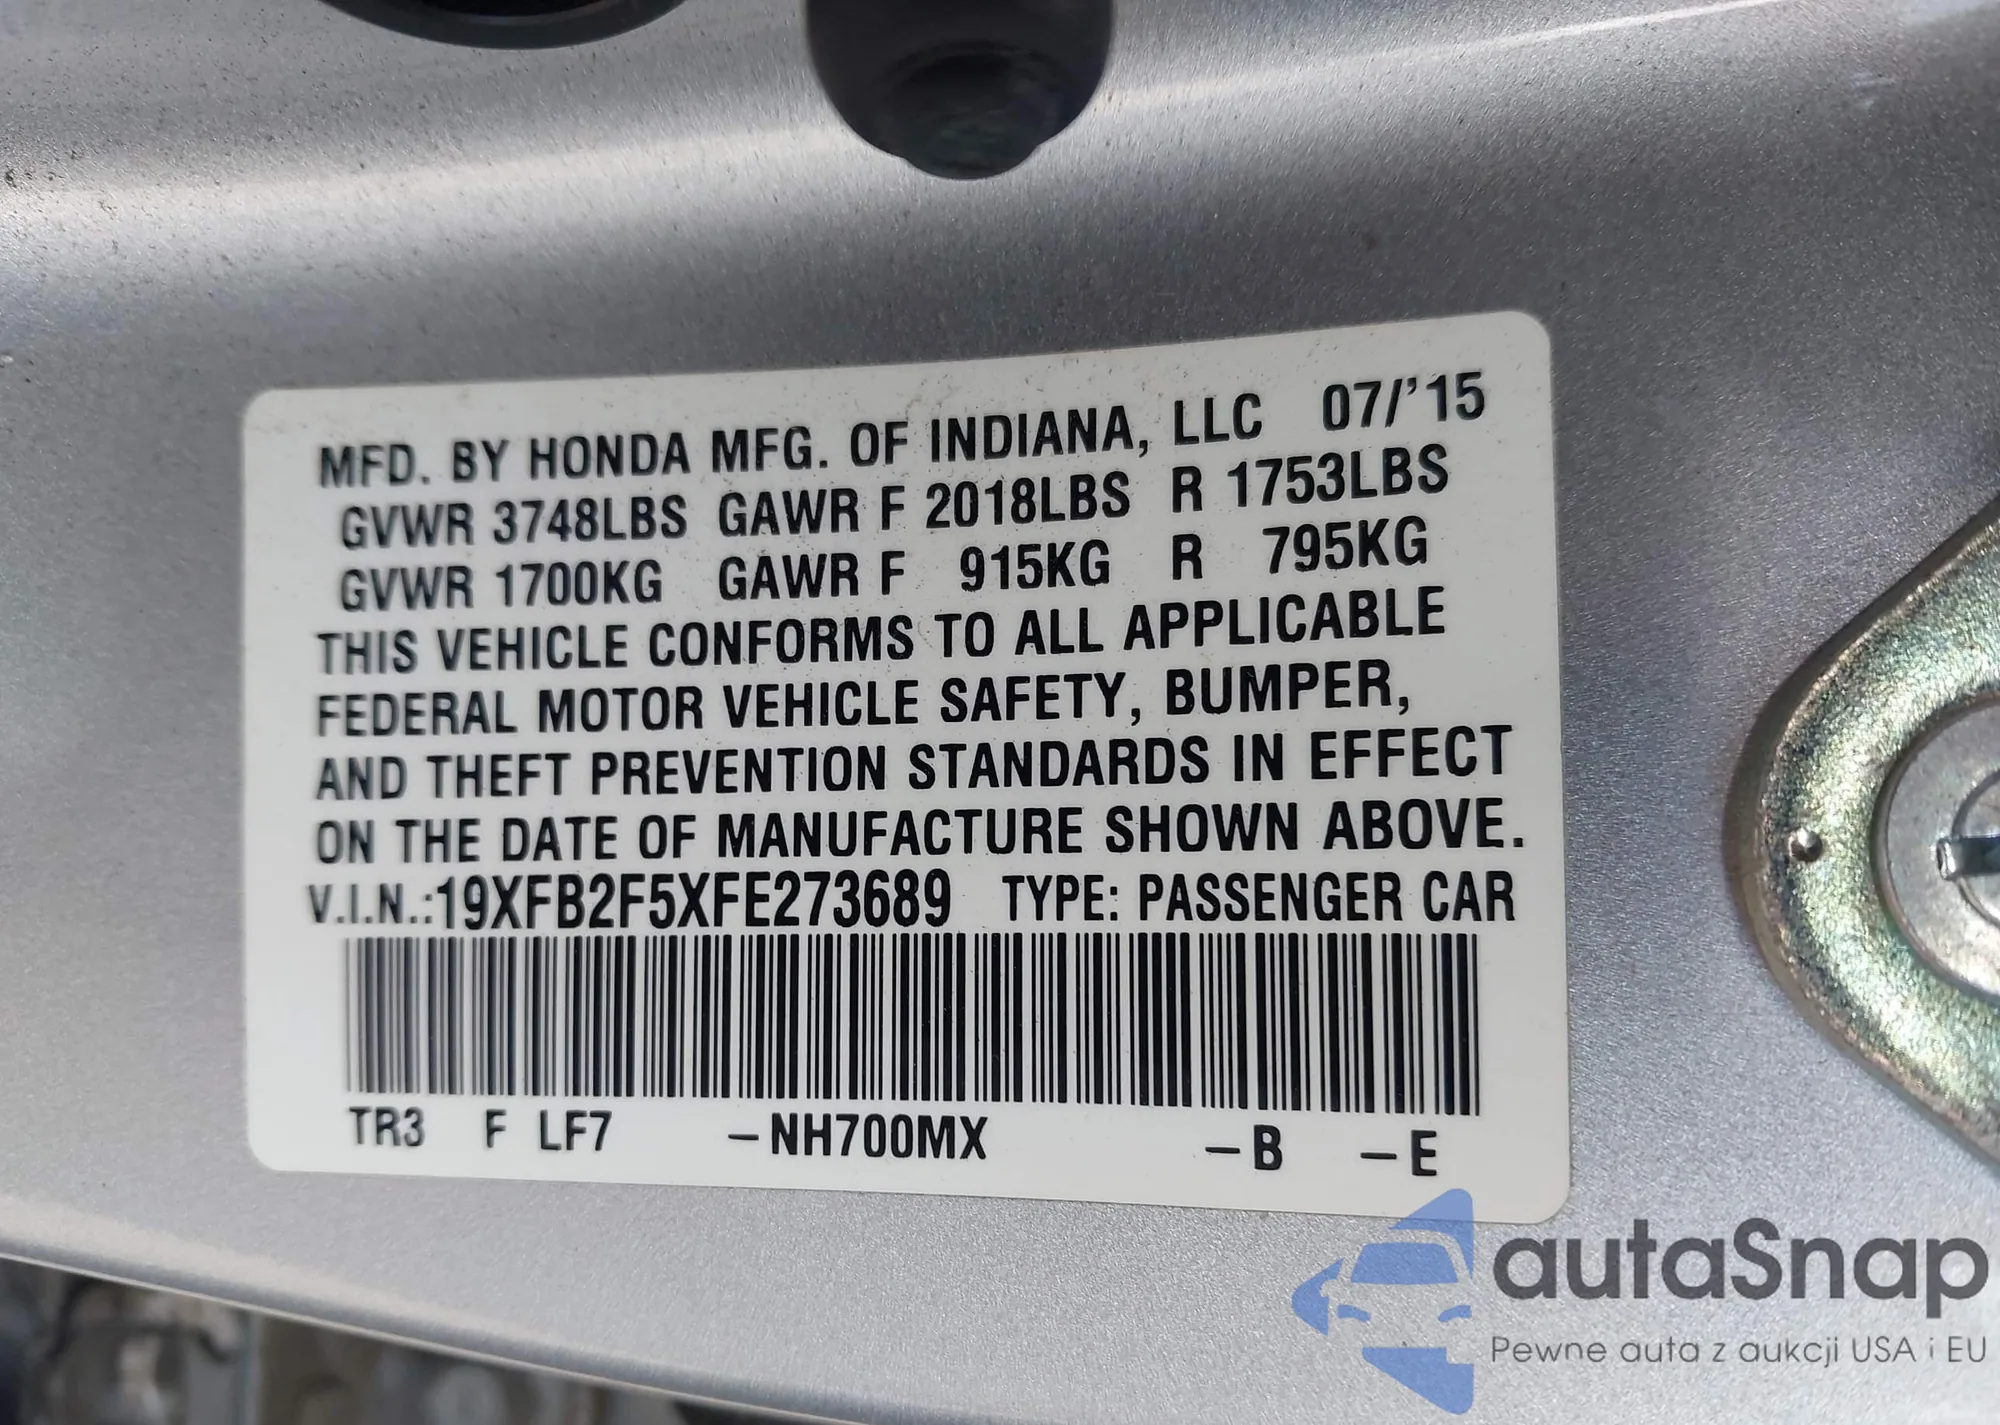 MFD. BY HONDA MFG. OF INDIANA, LLC 07/'15
GVWR 3748LBS GAWR F 2018LBS R 1753LBS
GVWR 1700KG GAWR F 915KG R 795KG
THIS VEHICLE CONFORMS TO ALL APPLICABLE
FEDERAL MOTOR VEHICLE SAFETY, BUMPER,
AND THEFT PREVENTION STANDARDS IN EFFECT
ON THE DATE OF MANUFACTURE SHOWN ABOVE.
V.I.N.:19XFB2F5XFE273689 TYPE: PASSENGER CAR
TR3 F LF7 –NH700MX –B –E
autaSnap
Pewne auta z aukcji USA i EU